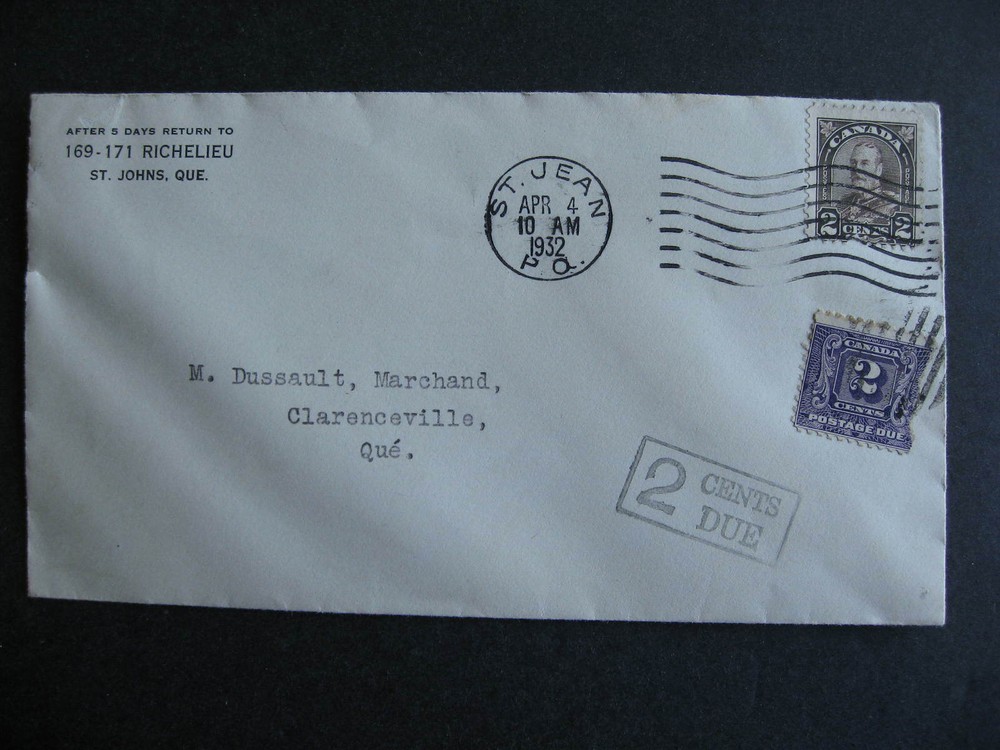 AFTER 5 DAYS RETURN TO
169-171 RICHELIEU
ST. JOHNS, QUE.
ST. JEAN
APR 4
10 AM
1932
P.Q.
CANADA
2 CENTS 2
CANADA
2
CENTS
POSTAGE DUE
M. Dussault, Marchand,
Clarenceville,
Qué.
2 CENTS
DUE